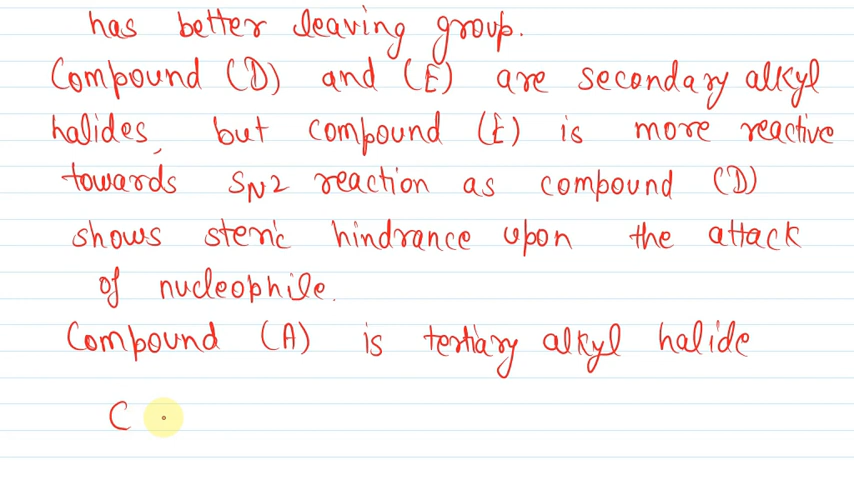 has better leaving group.
Compound (D) and (E) are secondary alkyl
halides, but compound (E) is more reactive
towards SN2 reaction as compound (D)
shows steric hindrance upon the attack
of nucleophile.
Compound (A) is tertiary alkyl halide
C